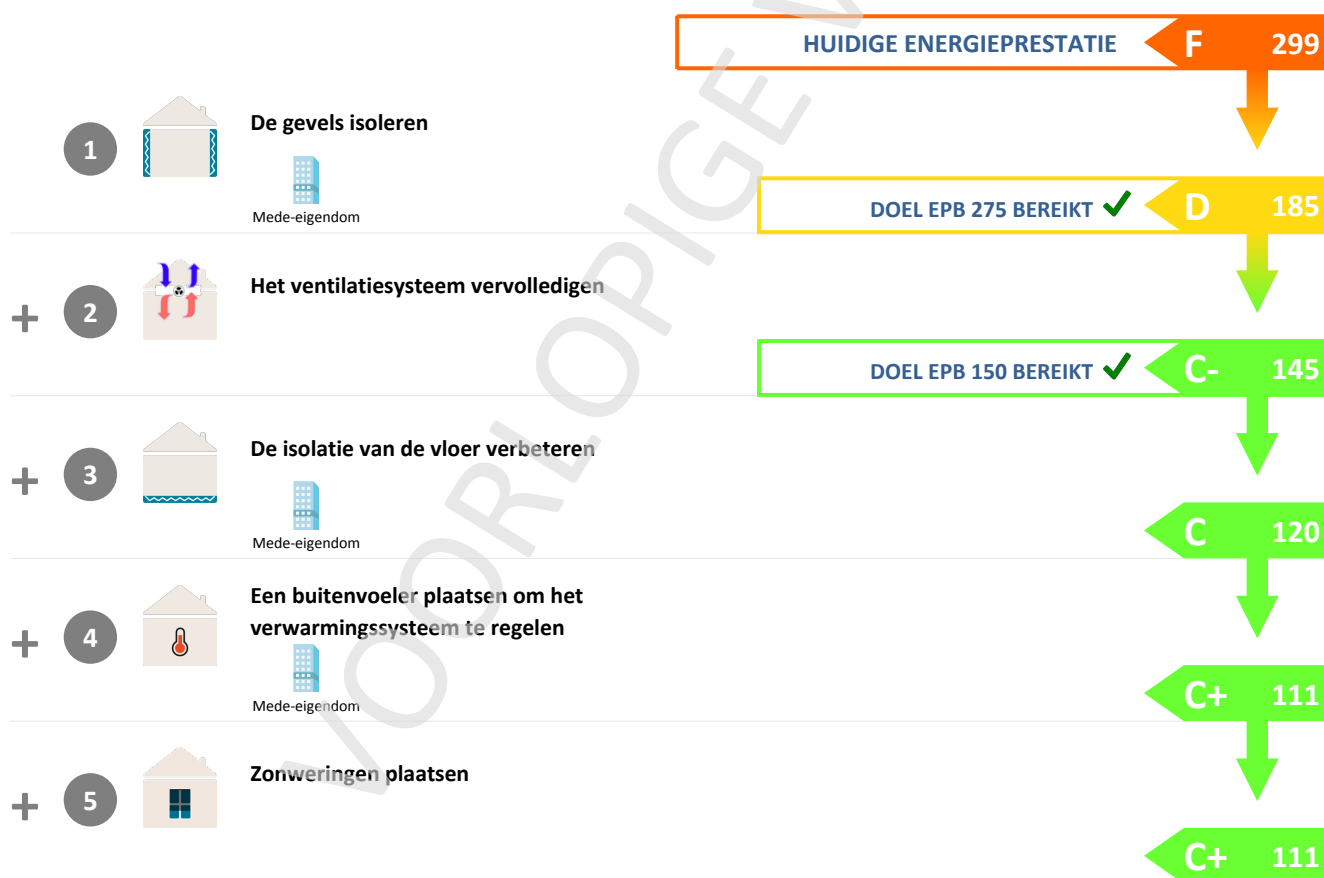 HUIDIGE ENERGIEPRESTATIE F 299
1 De gevels isoleren
Mede-eigendom
DOEL EPB 275 BEREIKT ✔ D 185
+ 2 Het ventilatiesysteem vervolledigen
DOEL EPB 150 BEREIKT ✔ C- 145
+ 3 De isolatie van de vloer verbeteren
Mede-eigendom
C 120
+ 4 Een buitenvoeler plaatsen om het
verwarmingssysteem te regelen
Mede-eigendom
C+ 111
+ 5 Zonweringen plaatsen
C+ 111
VOORLOPIGE